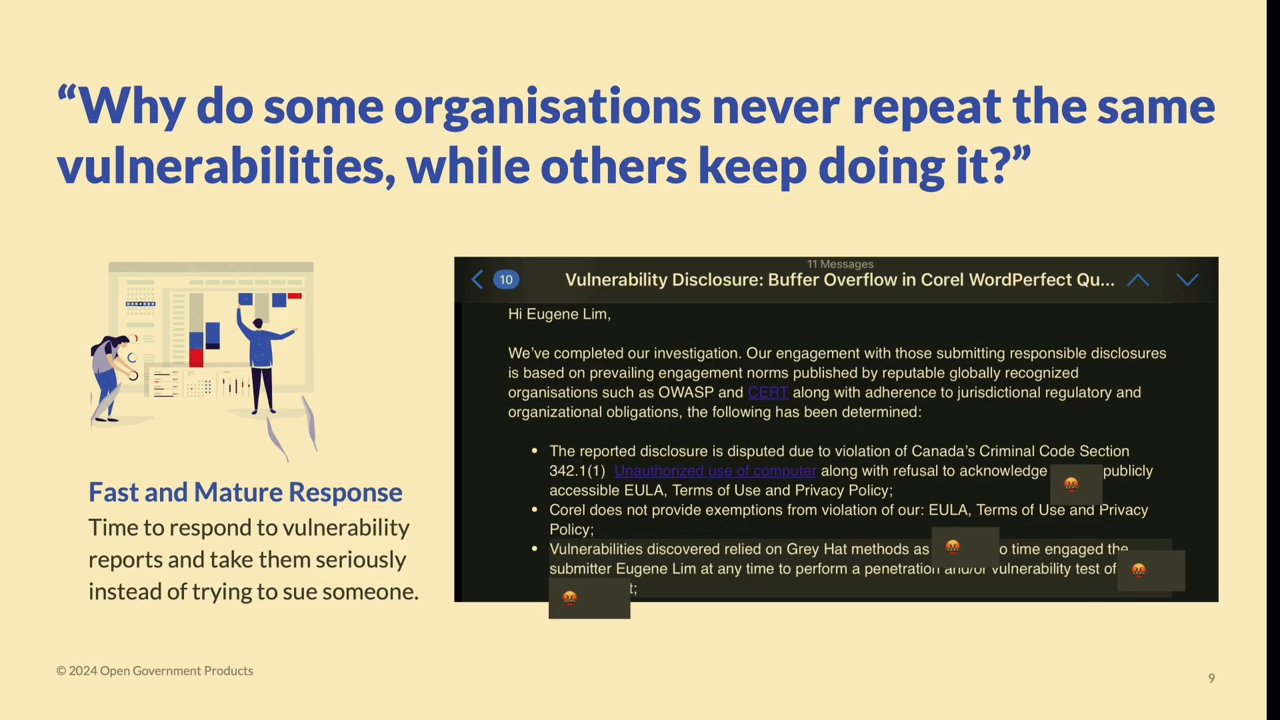 “Why do some organisations never repeat the same
vulnerabilities, while others keep doing it?”
Fast and Mature Response
Time to respond to vulnerability
reports and take them seriously
instead of trying to sue someone.
11 Messages
10
Vulnerability Disclosure: Buffer Overflow in Corel WordPerfect Qu...
Hi Eugene Lim,
We’ve completed our investigation. Our engagement with those submitting responsible disclosures
is based on prevailing engagement norms published by reputable globally recognized
organisations such as OWASP and CERT along with adherence to jurisdictional regulatory and
organizational obligations, the following has been determined:
• The reported disclosure is disputed due to violation of Canada’s Criminal Code Section
342.1(1) Unauthorized use of computer along with refusal to acknowledge 🤬 publicly
accessible EULA, Terms of Use and Privacy Policy;
• Corel does not provide exemptions from violation of our: EULA, Terms of Use and Privacy
Policy;
• Vulnerabilities discovered relied on Grey Hat methods as 🤬 o time engaged the
submitter Eugene Lim at any time to perform a penetration and/or vulnerability test of 🤬
🤬 t;
© 2024 Open Government Products
9